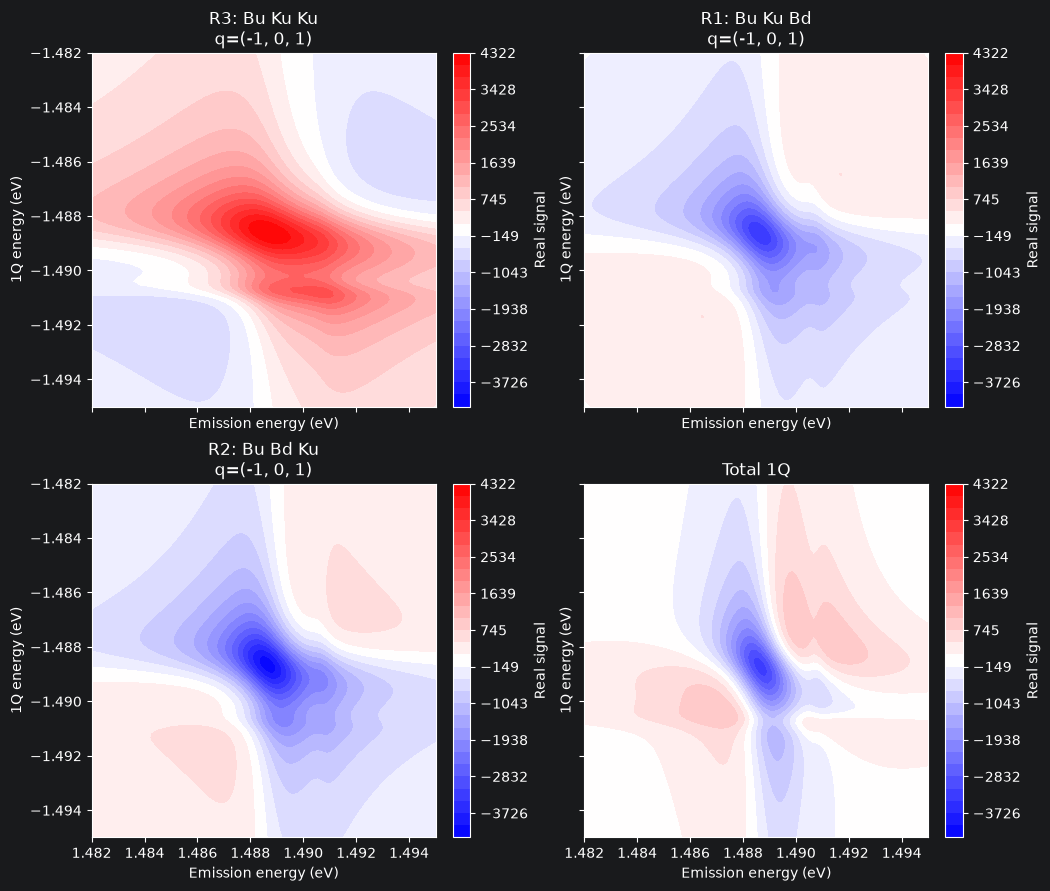 R3: Bu Ku Ku
q=(-1, 0, 1)
−1.482
−1.484
−1.486
−1.488
−1.490
−1.492
−1.494
1Q energy (eV)
Emission energy (eV)
4322
3428
2534
1639
745
−149
−1043
−1938
−2832
−3726
Real signal
R1: Bu Ku Bd
q=(-1, 0, 1)
1Q energy (eV)
Emission energy (eV)
4322
3428
2534
1639
745
−149
−1043
−1938
−2832
−3726
Real signal
R2: Bu Bd Ku
q=(-1, 0, 1)
−1.482
−1.484
−1.486
−1.488
−1.490
−1.492
−1.494
1Q energy (eV)
1.482 1.484 1.486 1.488 1.490 1.492 1.494
Emission energy (eV)
4322
3428
2534
1639
745
−149
−1043
−1938
−2832
−3726
Real signal
Total 1Q
1Q energy (eV)
1.482 1.484 1.486 1.488 1.490 1.492 1.494
Emission energy (eV)
4322
3428
2534
1639
745
−149
−1043
−1938
−2832
−3726
Real signal